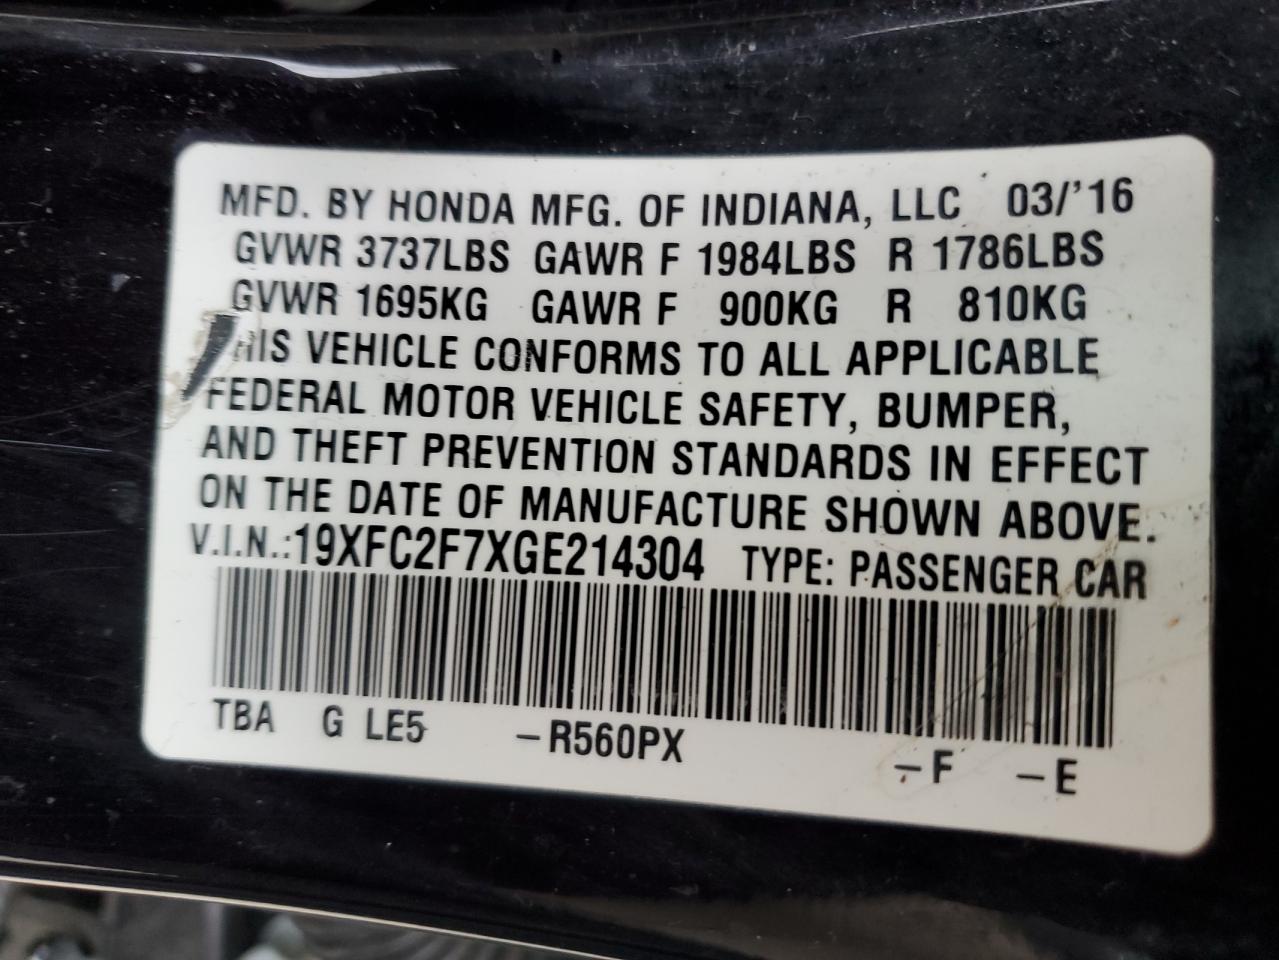 MFD. BY HONDA MFG. OF INDIANA, LLC 03/'16
GVWR 3737LBS GAWR F 1984LBS R 1786LBS
GVWR 1695KG GAWR F 900KG R 810KG
THIS VEHICLE CONFORMS TO ALL APPLICABLE
FEDERAL MOTOR VEHICLE SAFETY, BUMPER,
AND THEFT PREVENTION STANDARDS IN EFFECT
ON THE DATE OF MANUFACTURE SHOWN ABOVE.
V.I.N.:19XFC2F7XGE214304 TYPE: PASSENGER CAR
TBA G LE5 –R560PX –F –E